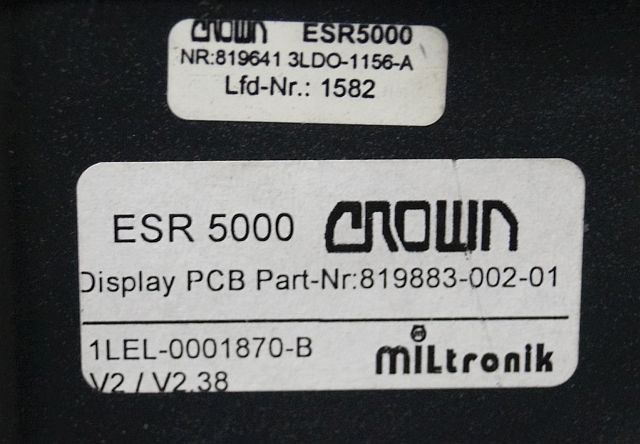 CROWN ESR5000
NR:819641 3LDO-1156-A
Lfd-Nr.: 1582
ESR 5000 CROWN
Display PCB Part-Nr:819883-002-01
1LEL-0001870-B
miLtronik
V2 / V2.38